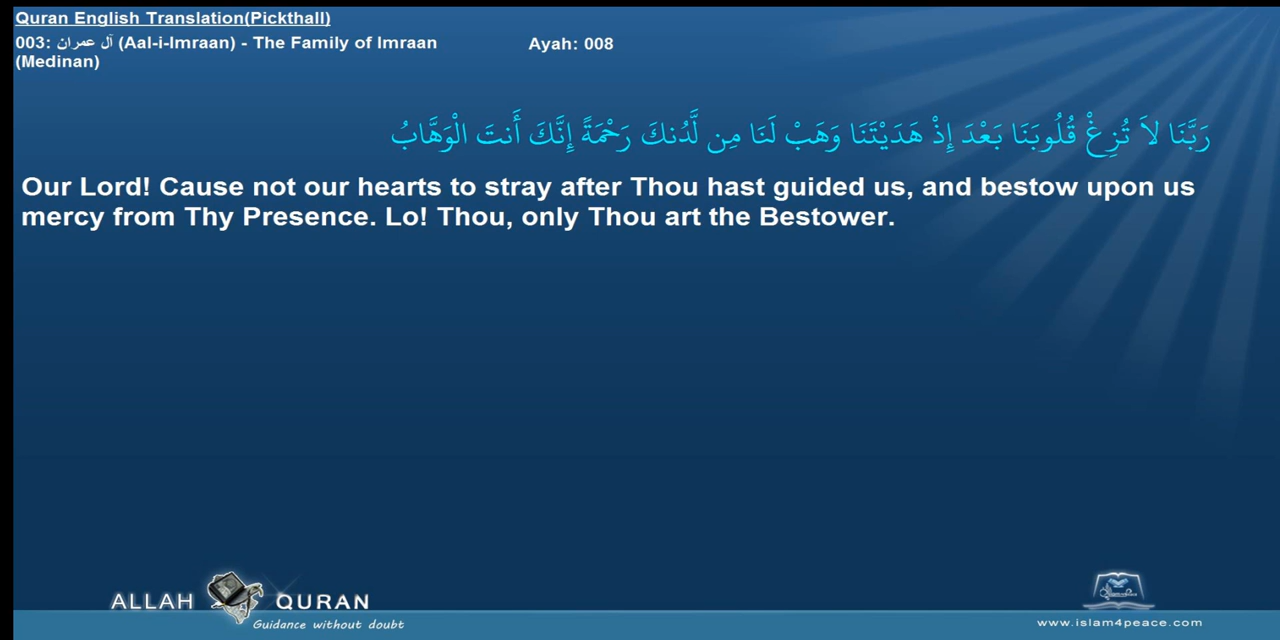 Quran English Translation(Pickthall)
003: آل عمران (Aal-i-Imraan) - The Family of Imraan
(Medinan)
Ayah: 008
رَبَّنَا لاَ تُزِغْ قُلُوبَنَا بَعْدَ إِذْ هَدَيْتَنَا وَهَبْ لَنَا مِن لَّدُنكَ رَحْمَةً إِنَّكَ أَنتَ الْوَهَّابُ
Our Lord! Cause not our hearts to stray after Thou hast guided us, and bestow upon us
mercy from Thy Presence. Lo! Thou, only Thou art the Bestower.
ALLAH QURAN
Guidance without doubt
www.islam4peace.com